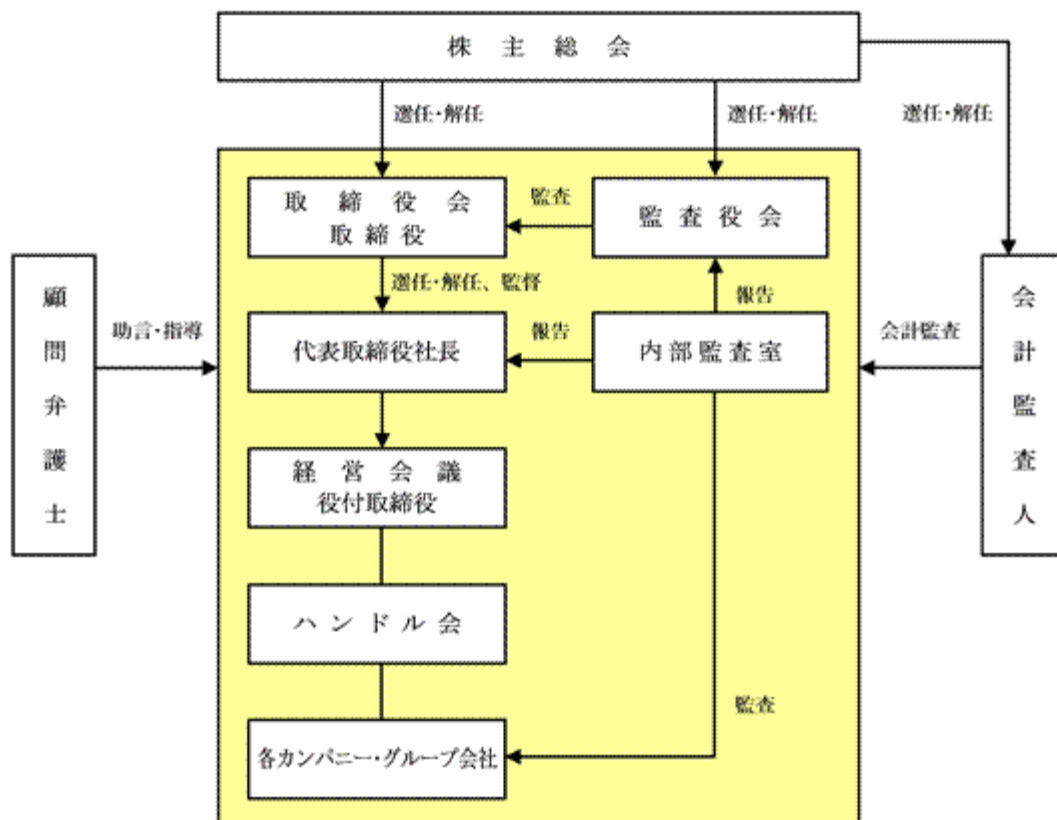 株主総会
選任・解任
選任・解任
選任・解任
取締役会
取締役
監査
監査役会
選任・解任、監督
報告
顧問弁護士
助言・指導
代表取締役社長
報告
内部監査室
会計監査
会計監査人
経営会議
役付取締役
ハンドル会
監査
各カンパニー・グループ会社